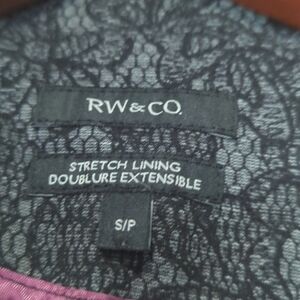 RW&CO.
STRETCH LINING
DOUBLURE EXTENSIBLE
S/P